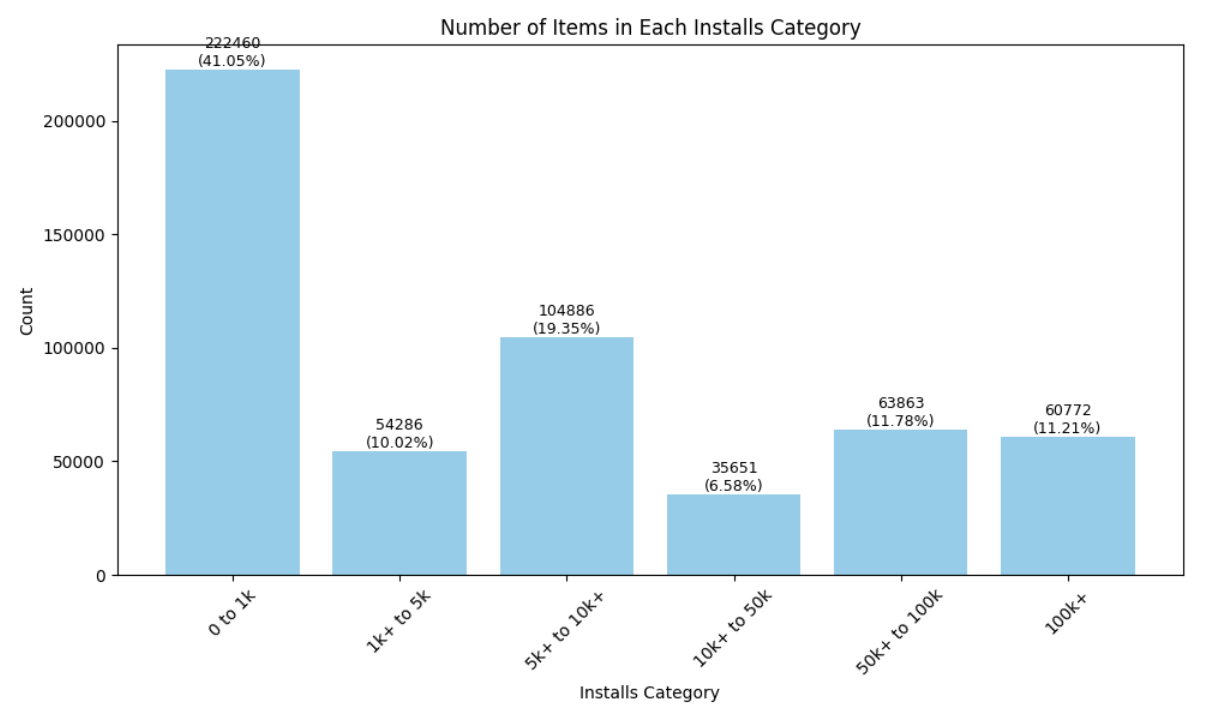 Number of Items in Each Installs Category
222460
(41.05%)
200000
150000
104886
(19.35%)
Count
100000
63863
(11.78%)
60772
(11.21%)
54286
(10.02%)
50000
35651
(6.58%)
0
0 to 1k
1k+ to 5k
5k+ to 10k+
10k+ to 50k
50k+ to 100k
100k+
Installs Category